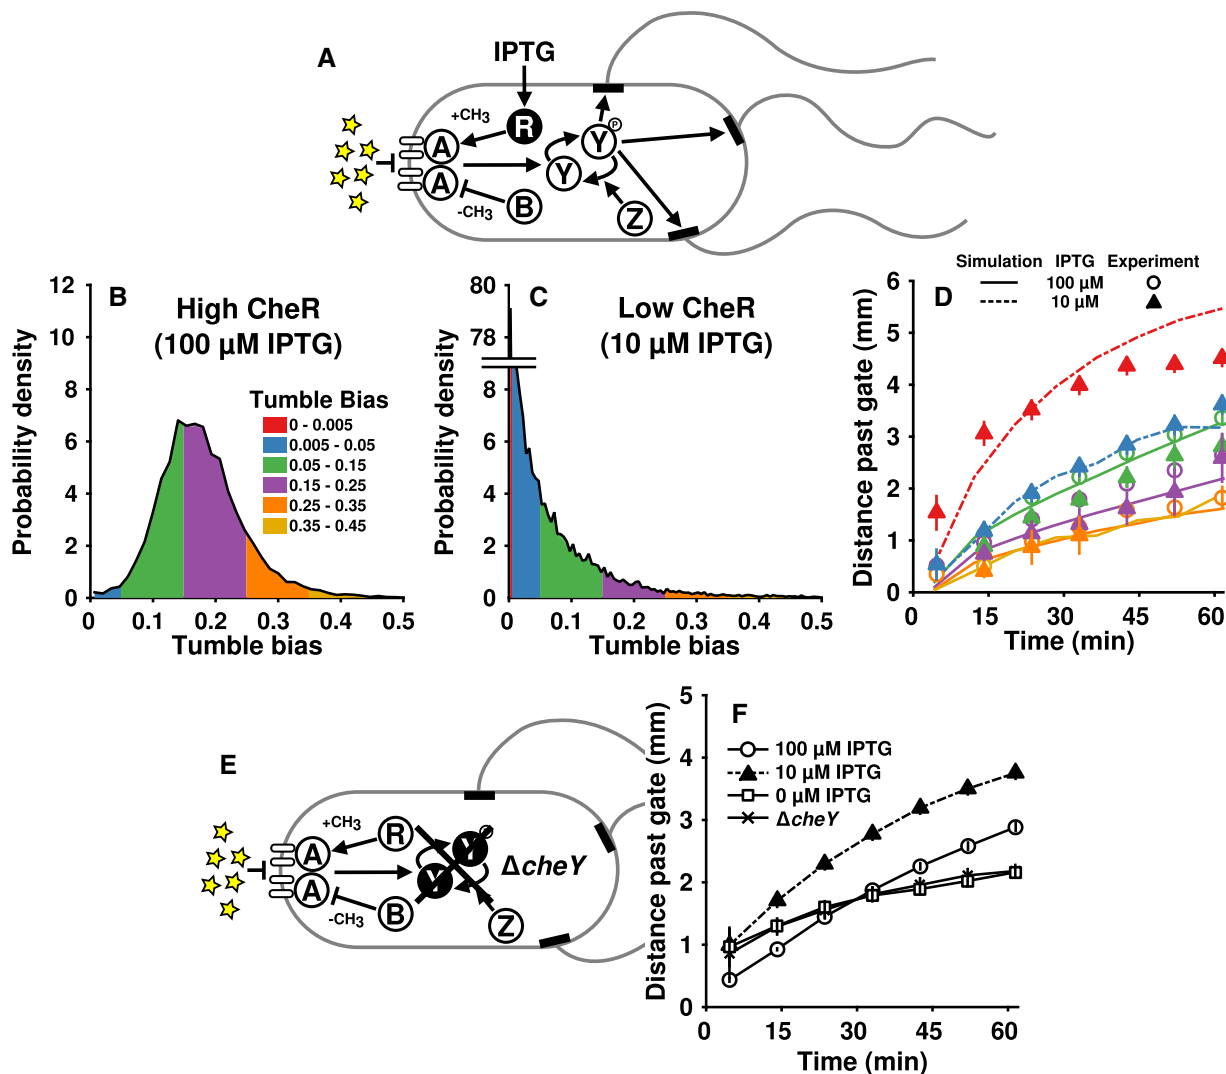 A
IPTG
+CH3
R
P
A
Y
Y
A
B
-CH3
Z
Simulation IPTG Experiment
100 µM
10 µM
B
High CheR
(100 µM IPTG)
Probability density
12
10
8
6
4
2
0
Tumble Bias
0 - 0.005
0.005 - 0.05
0.05 - 0.15
0.15 - 0.25
0.25 - 0.35
0.35 - 0.45
0 0.1 0.2 0.3 0.4 0.5
Tumble bias
C
Low CheR
(10 µM IPTG)
Probability density
80
78
8
6
4
2
0
0 0.1 0.2 0.3 0.4 0.5
Tumble bias
D
Distance past gate (mm)
6
5
4
3
2
1
0
0 15 30 45 60
Time (min)
E
+CH3
R
A
Y
P
Y
A
ΔcheY
B
-CH3
Z
F
Distance past gate (mm)
5
4
3
2
1
0
100 µM IPTG
10 µM IPTG
0 µM IPTG
ΔcheY
0 15 30 45 60
Time (min)